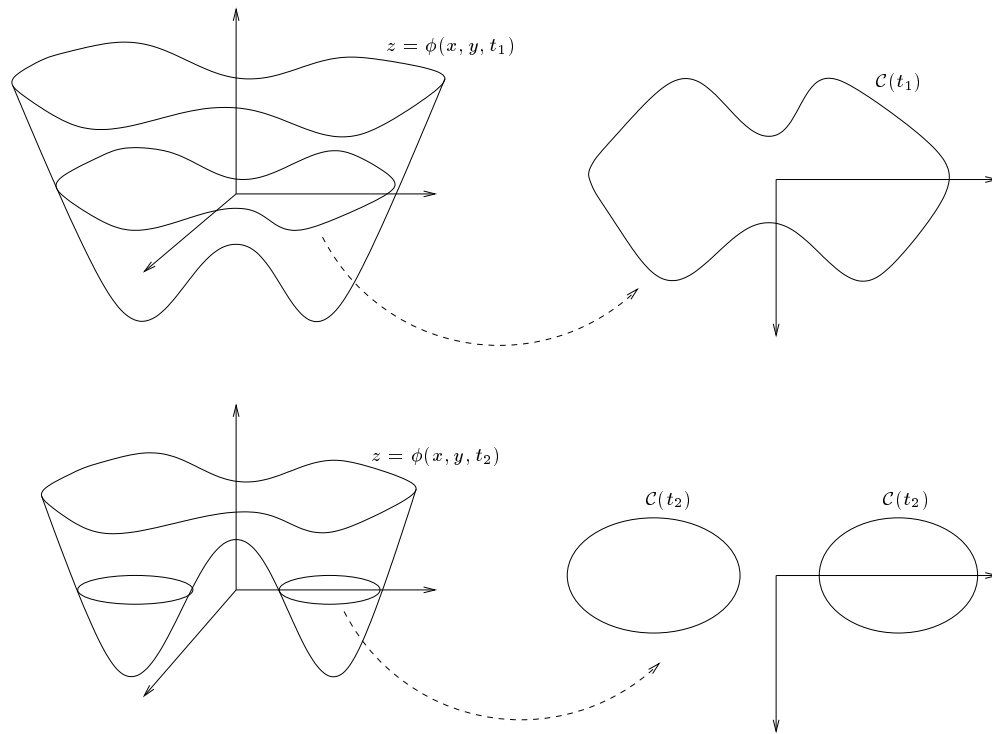 z = ϕ(x, y, t₁)
𝒞(t₁)
z = ϕ(x, y, t₂)
𝒞(t₂)
𝒞(t₂)